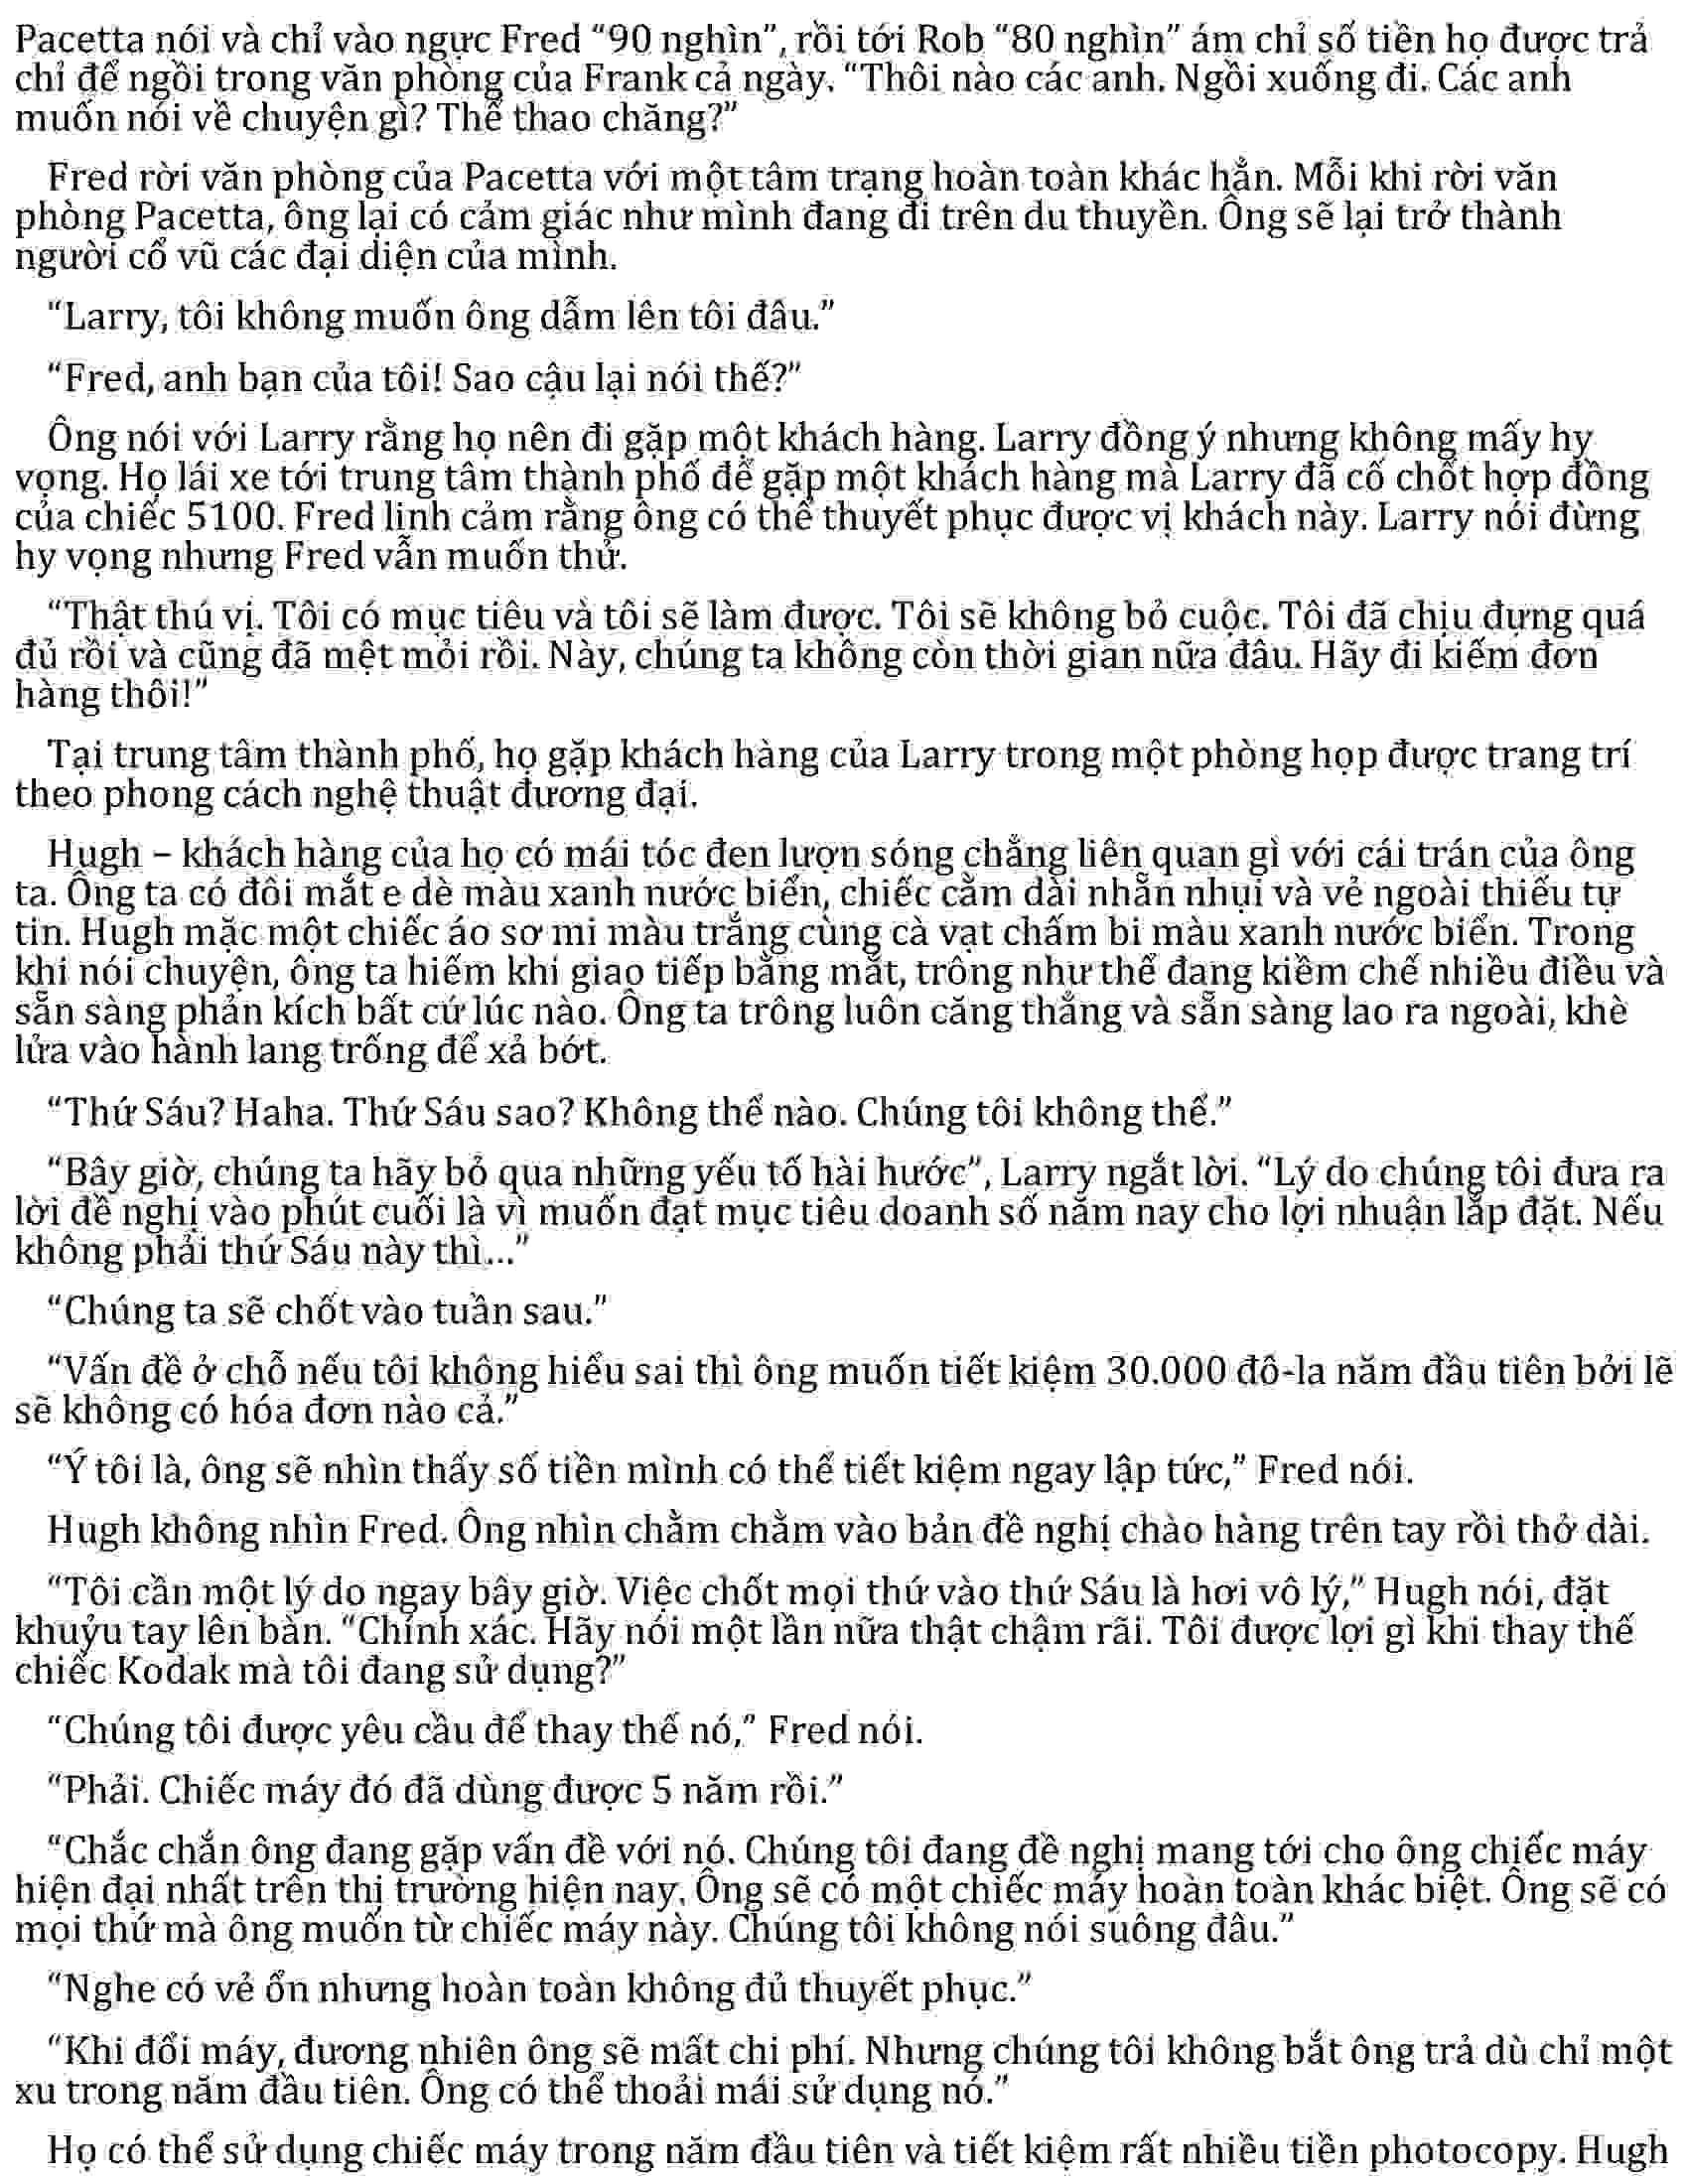 Pacetta nói và chỉ vào ngực Fred “90 nghìn”, rồi tới Rob “80 nghìn” ám chỉ số tiền họ được trả
chỉ để ngồi trong văn phòng của Frank cả ngày. “Thôi nào các anh. Ngồi xuống đi. Các anh
muốn nói về chuyện gì? Thể thao chăng?”
Fred rời văn phòng của Pacetta với một tâm trạng hoàn toàn khác hẳn. Mỗi khi rời văn
phòng Pacetta, ông lại có cảm giác như mình đang đi trên du thuyền. Ông sẽ lại trở thành
người cổ vũ các đại diện của mình.
“Larry, tôi không muốn ông dẫm lên tôi đâu.”
“Fred, anh bạn của tôi! Sao cậu lại nói thế?”
Ông nói với Larry rằng họ nên đi gặp một khách hàng. Larry đồng ý nhưng không mấy hy
vọng. Họ lái xe tới trung tâm thành phố để gặp một khách hàng mà Larry đã cố chốt hợp đồng
của chiếc 5100. Fred linh cảm rằng ông có thể thuyết phục được vị khách này. Larry nói đừng
hy vọng nhưng Fred vẫn muốn thử.
“Thật thú vị. Tôi có mục tiêu và tôi sẽ làm được. Tôi sẽ không bỏ cuộc. Tôi đã chịu đựng quá
đủ rồi và cũng đã mệt mỏi rồi. Này, chúng ta không còn thời gian nữa đâu. Hãy đi kiếm đơn
hàng thôi!”
Tại trung tâm thành phố, họ gặp khách hàng của Larry trong một phòng họp được trang trí
theo phong cách nghệ thuật đương đại.
Hugh – khách hàng của họ có mái tóc đen lượn sóng chẳng liên quan gì với cái trán của ông
ta. Ông ta có đôi mắt e dè màu xanh nước biển, chiếc cằm dài nhẵn nhụi và vẻ ngoài thiếu tự
tin. Hugh mặc một chiếc áo sơ mi màu trắng cùng cà vạt chấm bi màu xanh nước biển. Trong
khi nói chuyện, ông ta hiếm khi giao tiếp bằng mắt, trông như thể đang kiềm chế nhiều điều và
sẵn sàng phản kích bất cứ lúc nào. Ông ta trông luôn căng thẳng và sẵn sàng lao ra ngoài, khè
lửa vào hành lang trống để xả bớt.
“Thứ Sáu? Haha. Thứ Sáu sao? Không thể nào. Chúng tôi không thể.”
“Bây giờ, chúng ta hãy bỏ qua những yếu tố hài hước”, Larry ngắt lời. “Lý do chúng tôi đưa ra
lời đề nghị vào phút cuối là vì muốn đạt mục tiêu doanh số năm nay cho lợi nhuận lắp đặt. Nếu
không phải thứ Sáu này thì...”
“Chúng ta sẽ chốt vào tuần sau.”
“Vấn đề ở chỗ nếu tôi không hiểu sai thì ông muốn tiết kiệm 30.000 đô-la năm đầu tiên bởi lẽ
sẽ không có hóa đơn nào cả.”
“Ý tôi là, ông sẽ nhìn thấy số tiền mình có thể tiết kiệm ngay lập tức,” Fred nói.
Hugh không nhìn Fred. Ông nhìn chằm chằm vào bản đề nghị chào hàng trên tay rồi thở dài.
“Tôi cần một lý do ngay bây giờ. Việc chốt mọi thứ vào thứ Sáu là hơi vô lý,” Hugh nói, đặt
khuỷu tay lên bàn. “Chính xác. Hãy nói một lần nữa thật chậm rãi. Tôi được lợi gì khi thay thế
chiếc Kodak mà tôi đang sử dụng?”
“Chúng tôi được yêu cầu để thay thế nó,” Fred nói.
“Phải. Chiếc máy đó đã dùng được 5 năm rồi.”
“Chắc chắn ông đang gặp vấn đề với nó. Chúng tôi đang đề nghị mang tới cho ông chiếc máy
hiện đại nhất trên thị trường hiện nay. Ông sẽ có một chiếc máy hoàn toàn khác biệt. Ông sẽ có
mọi thứ mà ông muốn từ chiếc máy này. Chúng tôi không nói suông đâu.”
“Nghe có vẻ ổn nhưng hoàn toàn không đủ thuyết phục.”
“Khi đổi máy, đương nhiên ông sẽ mất chi phí. Nhưng chúng tôi không bắt ông trả dù chỉ một
xu trong năm đầu tiên. Ông có thể thoải mái sử dụng nó.”
Họ có thể sử dụng chiếc máy trong năm đầu tiên và tiết kiệm rất nhiều tiền photocopy. Hugh